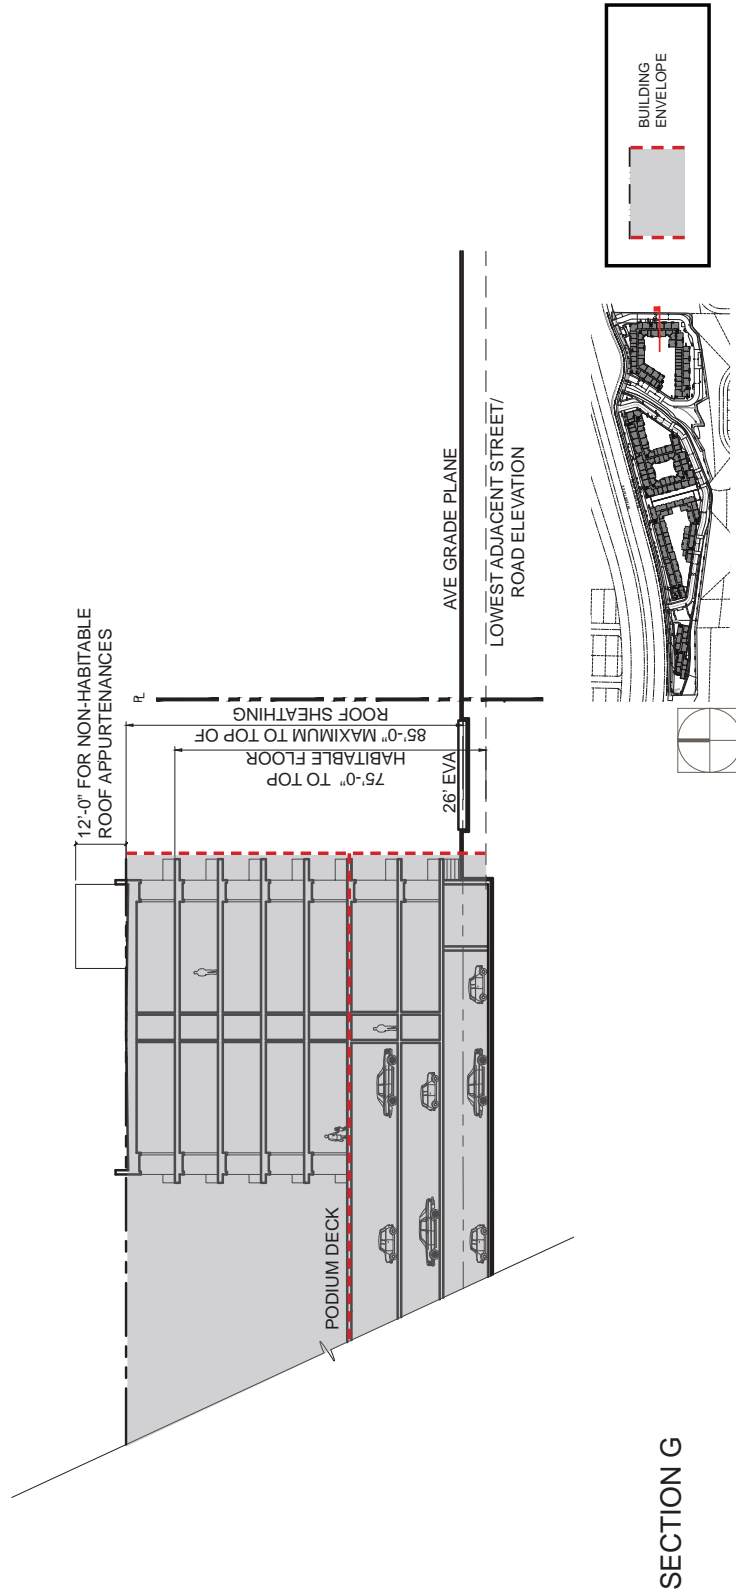 12'-0" FOR NON-HABITABLE
ROOF APPURTENANCES
PL
85'-0" MAXIMUM TO TOP OF
ROOF SHEATHING
75'-0" TO TOP
HABITABLE FLOOR
26' EVA
AVE GRADE PLANE
LOWEST ADJACENT STREET/
ROAD ELEVATION
PODIUM DECK
BUILDING
ENVELOPE
SECTION G